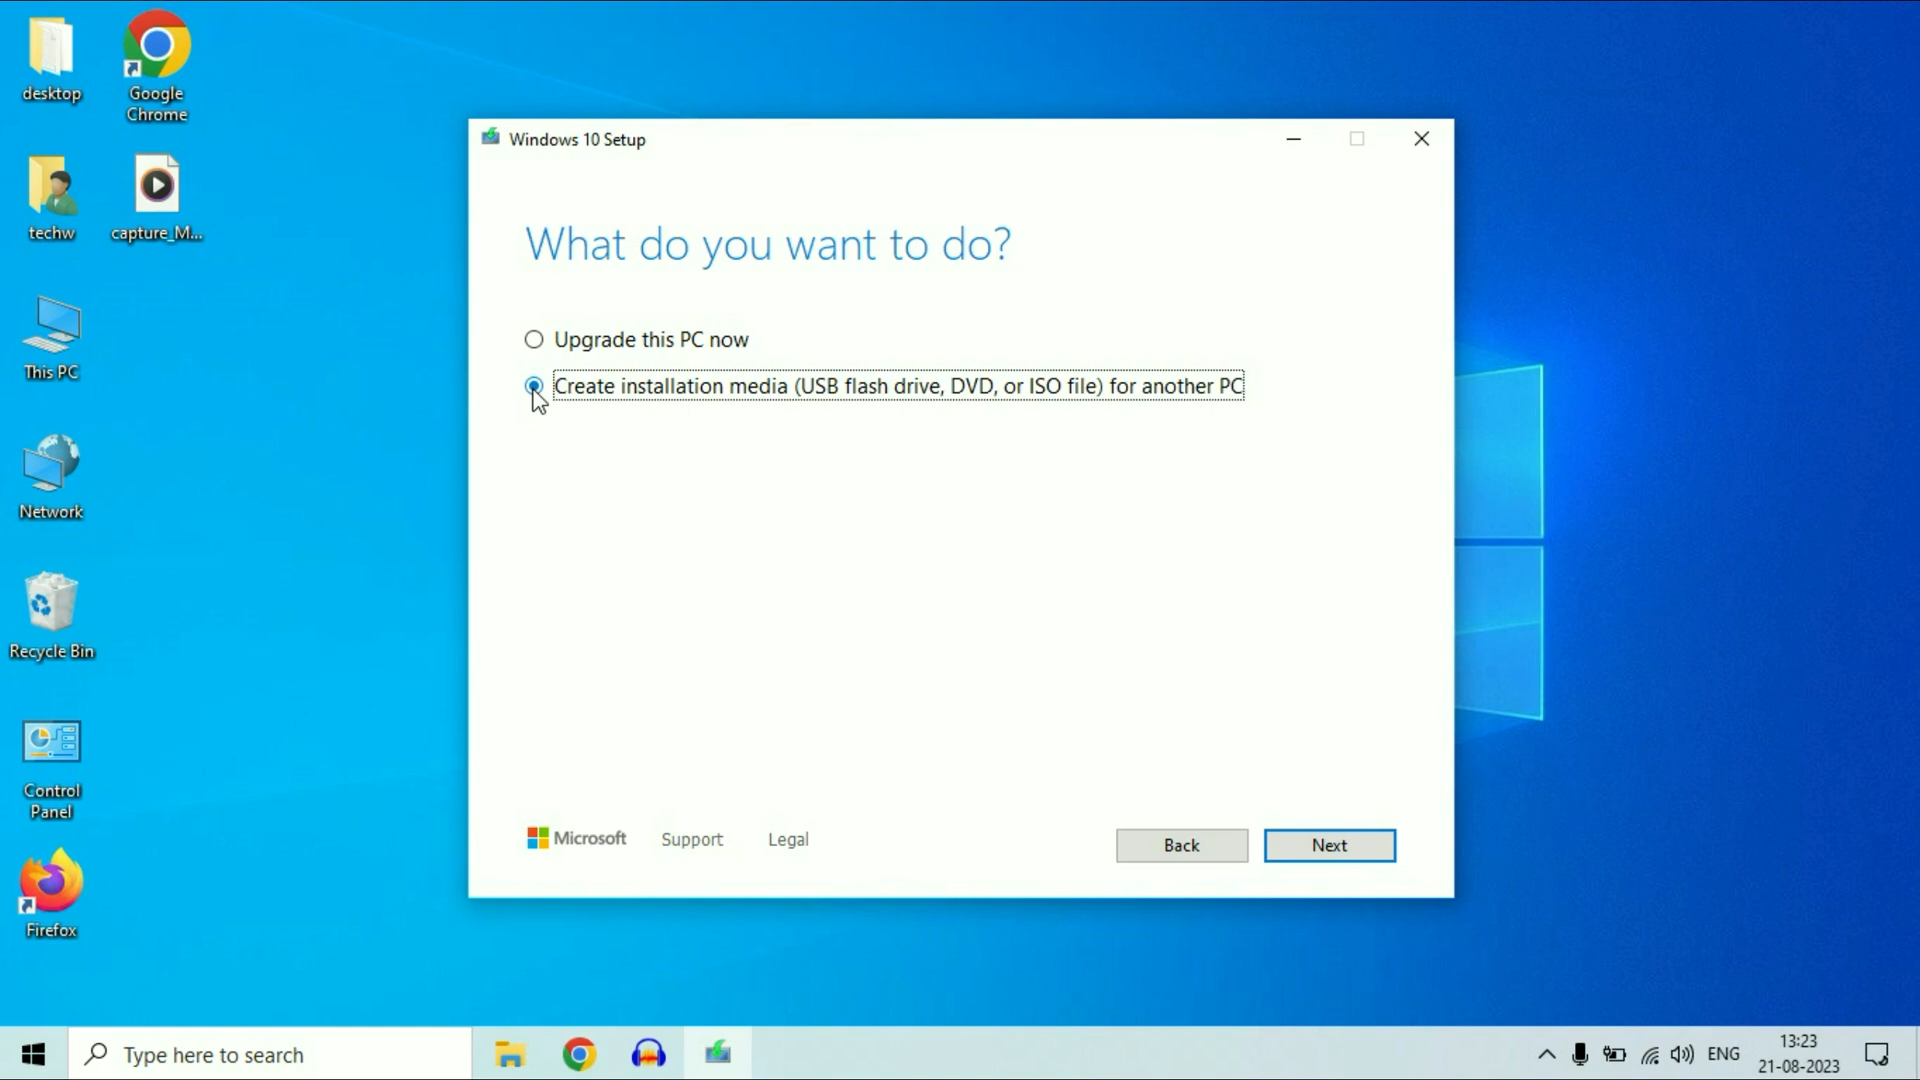 desktop
Google
Chrome
techw
capture_M...
This PC
Network
Recycle Bin
Control
Panel
Firefox
Windows 10 Setup
What do you want to do?
Upgrade this PC now
Create installation media (USB flash drive, DVD, or ISO file) for another PC
Microsoft
Support
Legal
Back
Next
Type here to search
ENG
13:23
21-08-2023